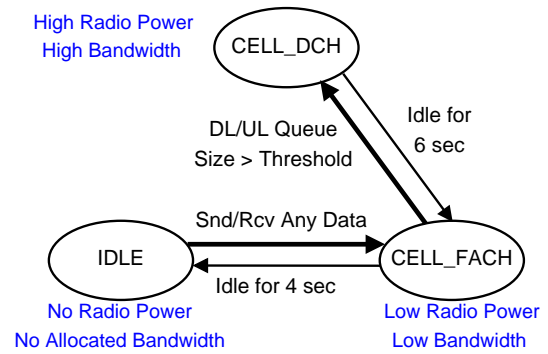 High Radio Power
High Bandwidth
CELL_DCH
Idle for
6 sec
DL/UL Queue
Size > Threshold
Snd/Rcv Any Data
IDLE
CELL_FACH
Idle for 4 sec
No Radio Power
No Allocated Bandwidth
Low Radio Power
Low Bandwidth